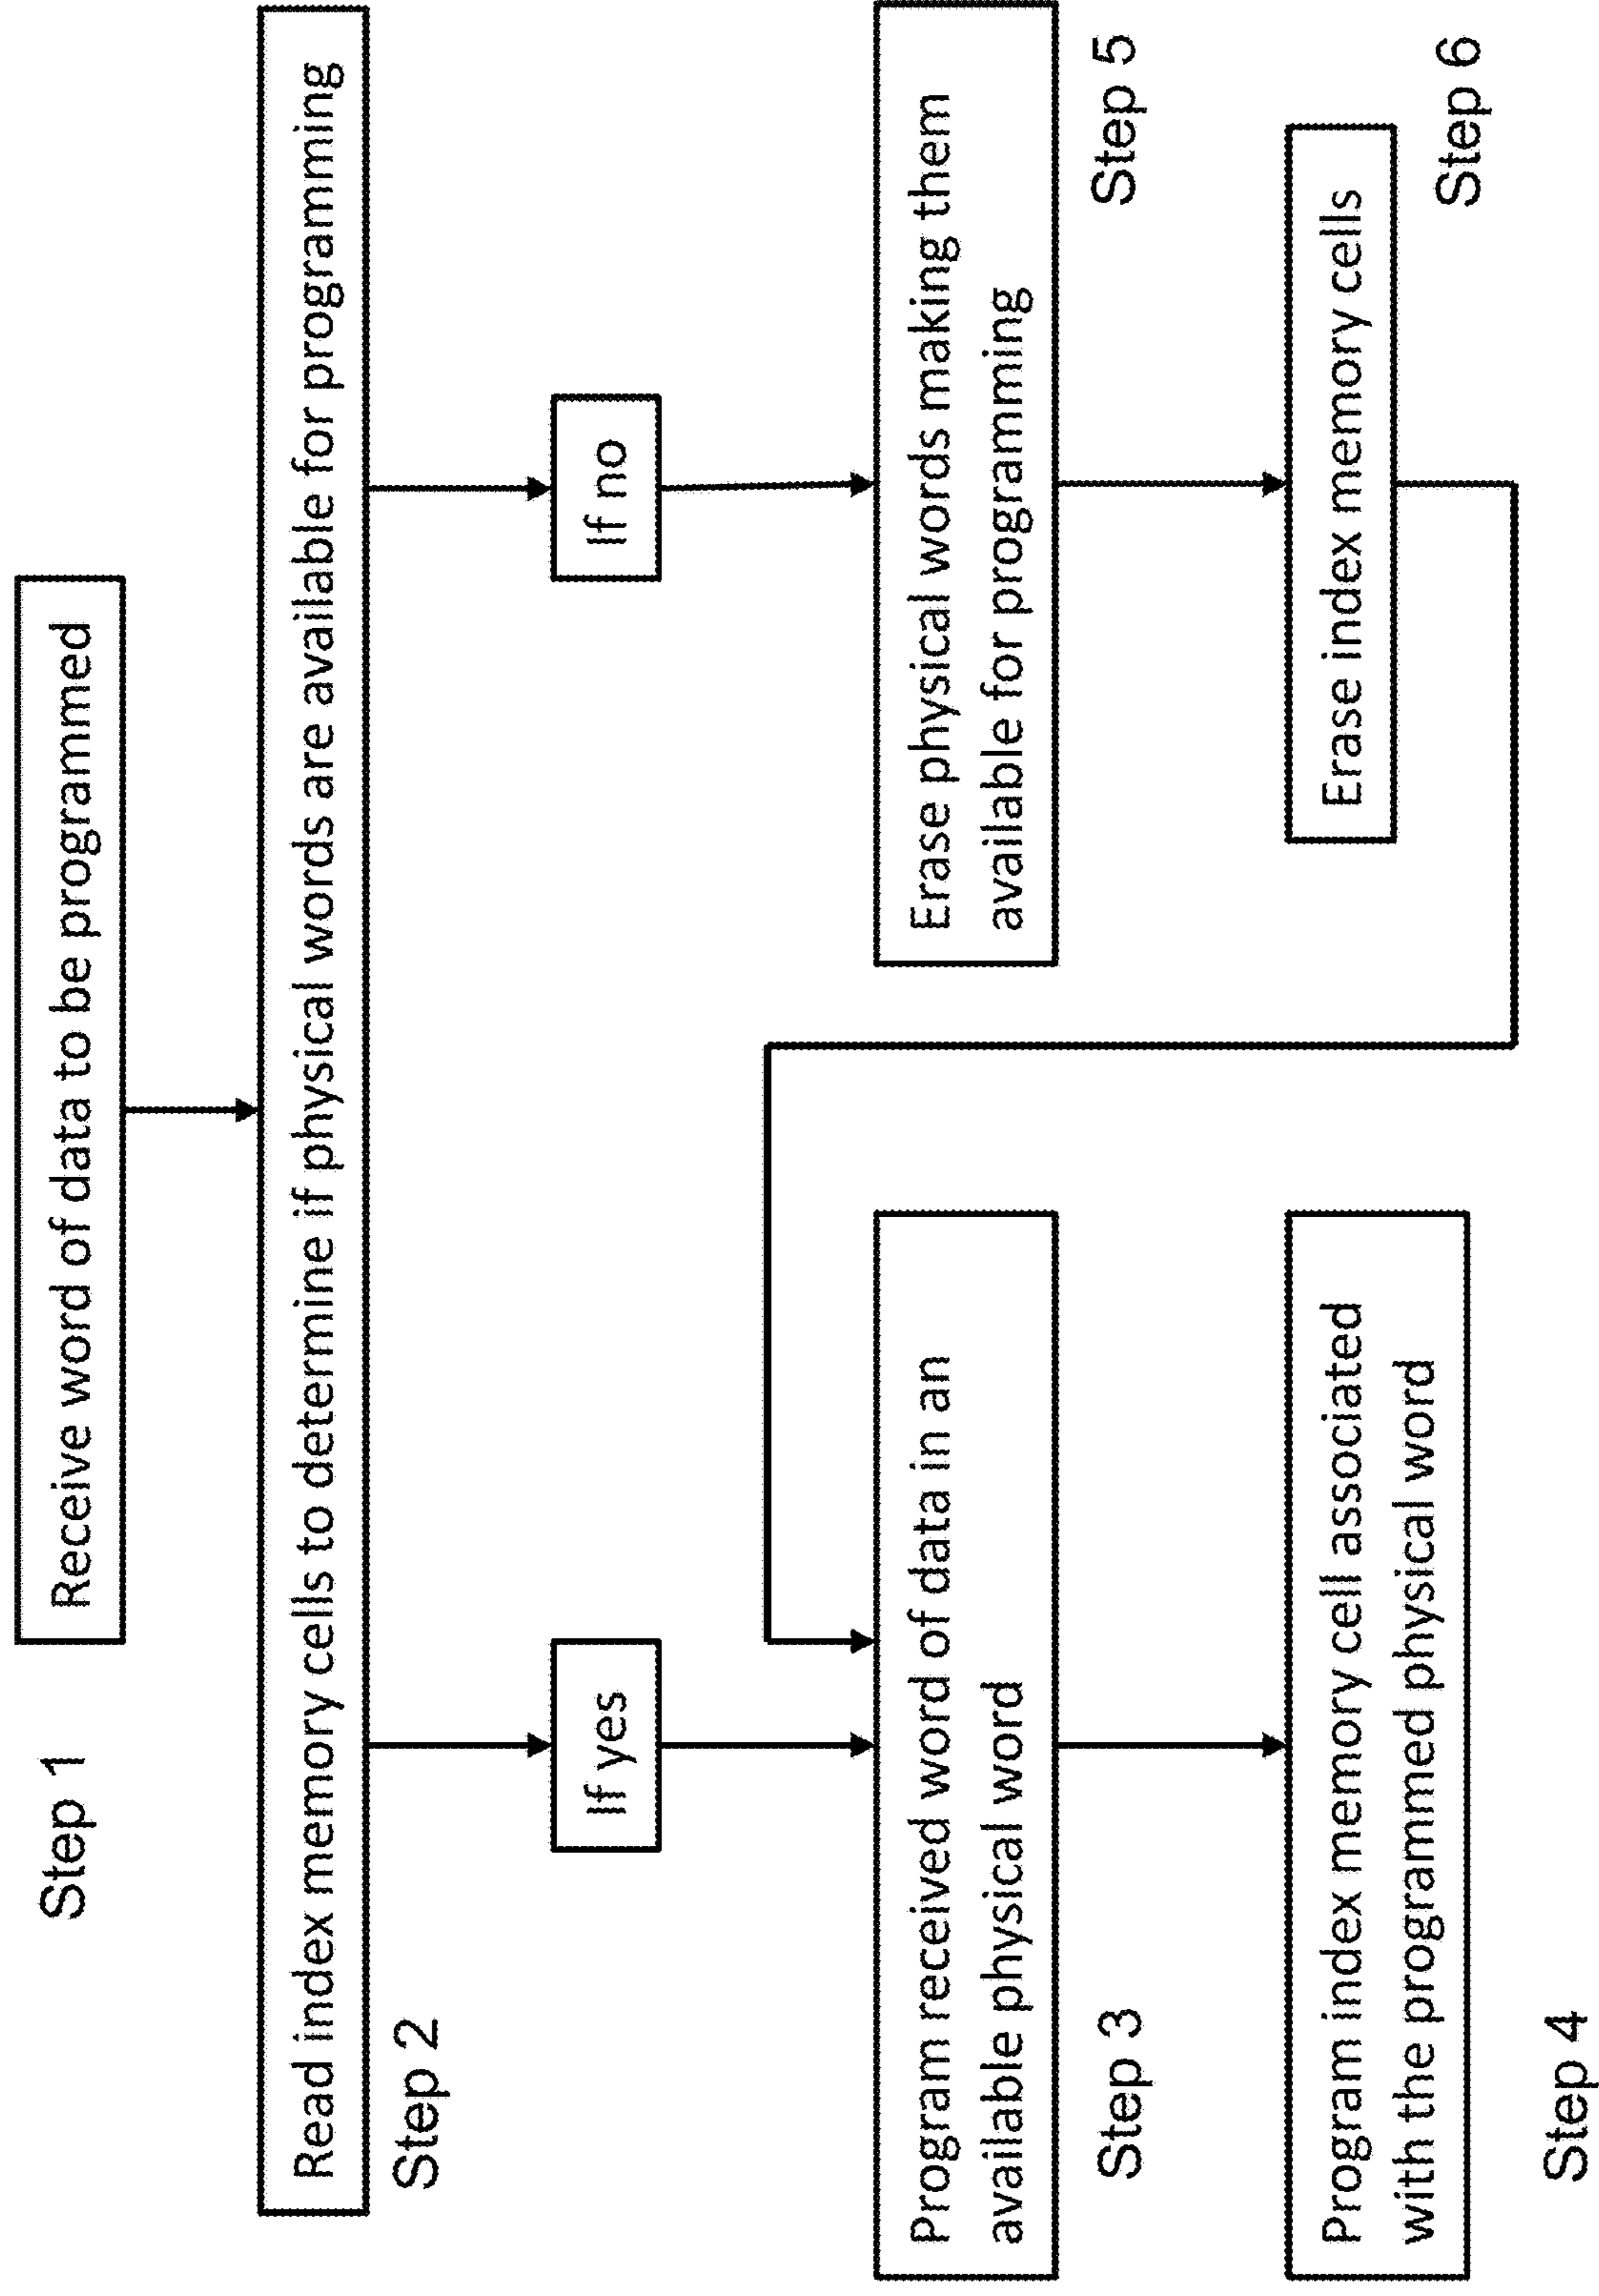 Step 1
Receive word of data to be programmed
Read index memory cells to determine if physical words are available for programming
Step 2
If yes
If no
Program received word of data in an
available physical word
Step 3
Erase physical words making them
available for programming
Step 5
Program index memory cell associated
with the programmed physical word
Step 4
Erase index memory cells
Step 6